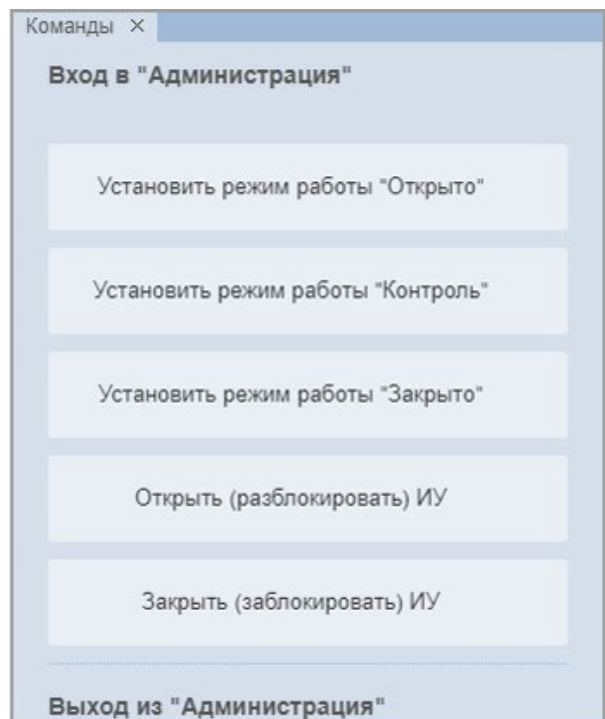 Команды ×
Вход в "Администрация"
Установить режим работы "Открыто"
Установить режим работы "Контроль"
Установить режим работы "Закрыто"
Открыть (разблокировать) ИУ
Закрыть (заблокировать) ИУ
Выход из "Администрация"